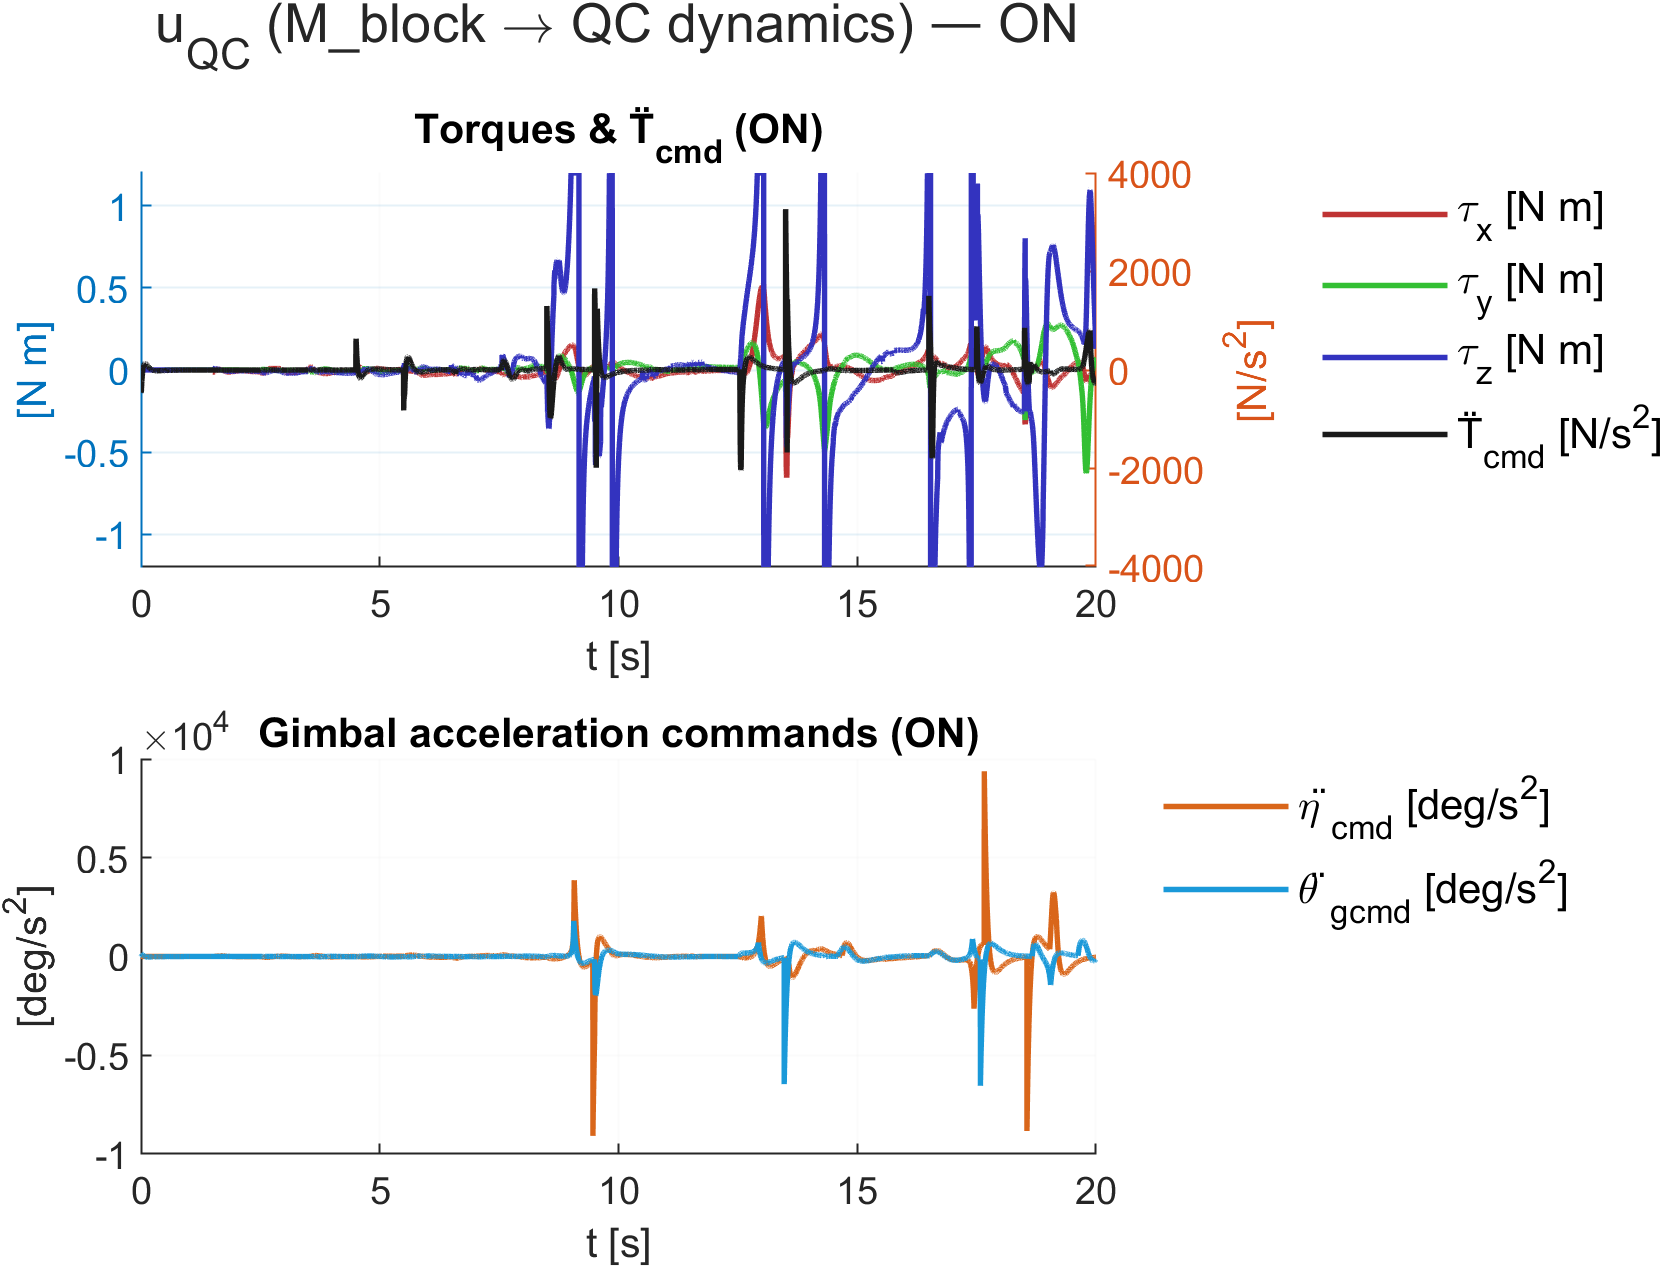 u_QC (M_block → QC dynamics) — ON
Torques & T̈_cmd (ON)
1
0.5
0
-0.5
-1
[N m]
4000
2000
0
-2000
-4000
[N/s²]
0 5 10 15 20
t [s]
τ_x [N m]
τ_y [N m]
τ_z [N m]
T̈_cmd [N/s²]
×10⁴
Gimbal acceleration commands (ON)
1
0.5
0
-0.5
-1
[deg/s²]
0 5 10 15 20
t [s]
η̈_cmd [deg/s²]
θ̈_gcmd [deg/s²]